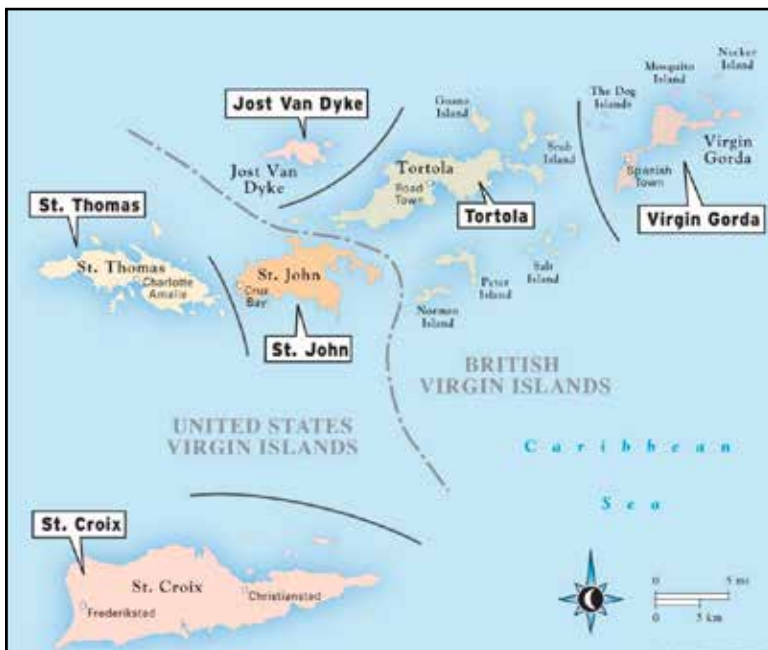 Necker
Island
Mosquito
Island
The Dog
Islands
Jost Van Dyke
Guana
Island
Virgin
Gorda
Jost Van
Dyke
Tortola
Scub
Island
Spanish
Town
Road
Town
St. Thomas
Tortola
Virgin Gorda
St. Thomas
Charlotte
Amalie
St. John
Cruz
Bay
Salt
Island
Peter
Island
Norman
Island
St. John
BRITISH
VIRGIN ISLANDS
UNITED STATES
VIRGIN ISLANDS
Caribbean
Sea
St. Croix
St. Croix
Christiansted
Frederiksted
0 5 mi
0 5 km